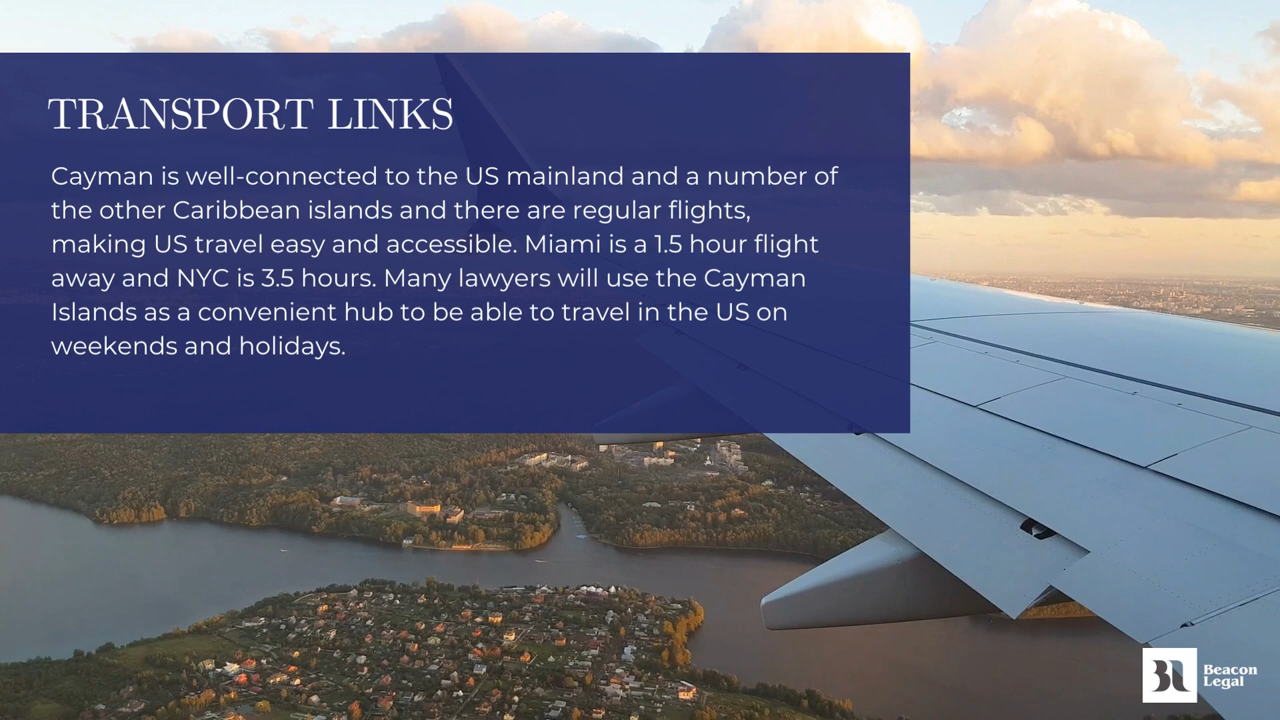 TRANSPORT LINKS
Cayman is well-connected to the US mainland and a number of
the other Caribbean islands and there are regular flights,
making US travel easy and accessible. Miami is a 1.5 hour flight
away and NYC is 3.5 hours. Many lawyers will use the Cayman
Islands as a convenient hub to be able to travel in the US on
weekends and holidays.
Beacon
Legal